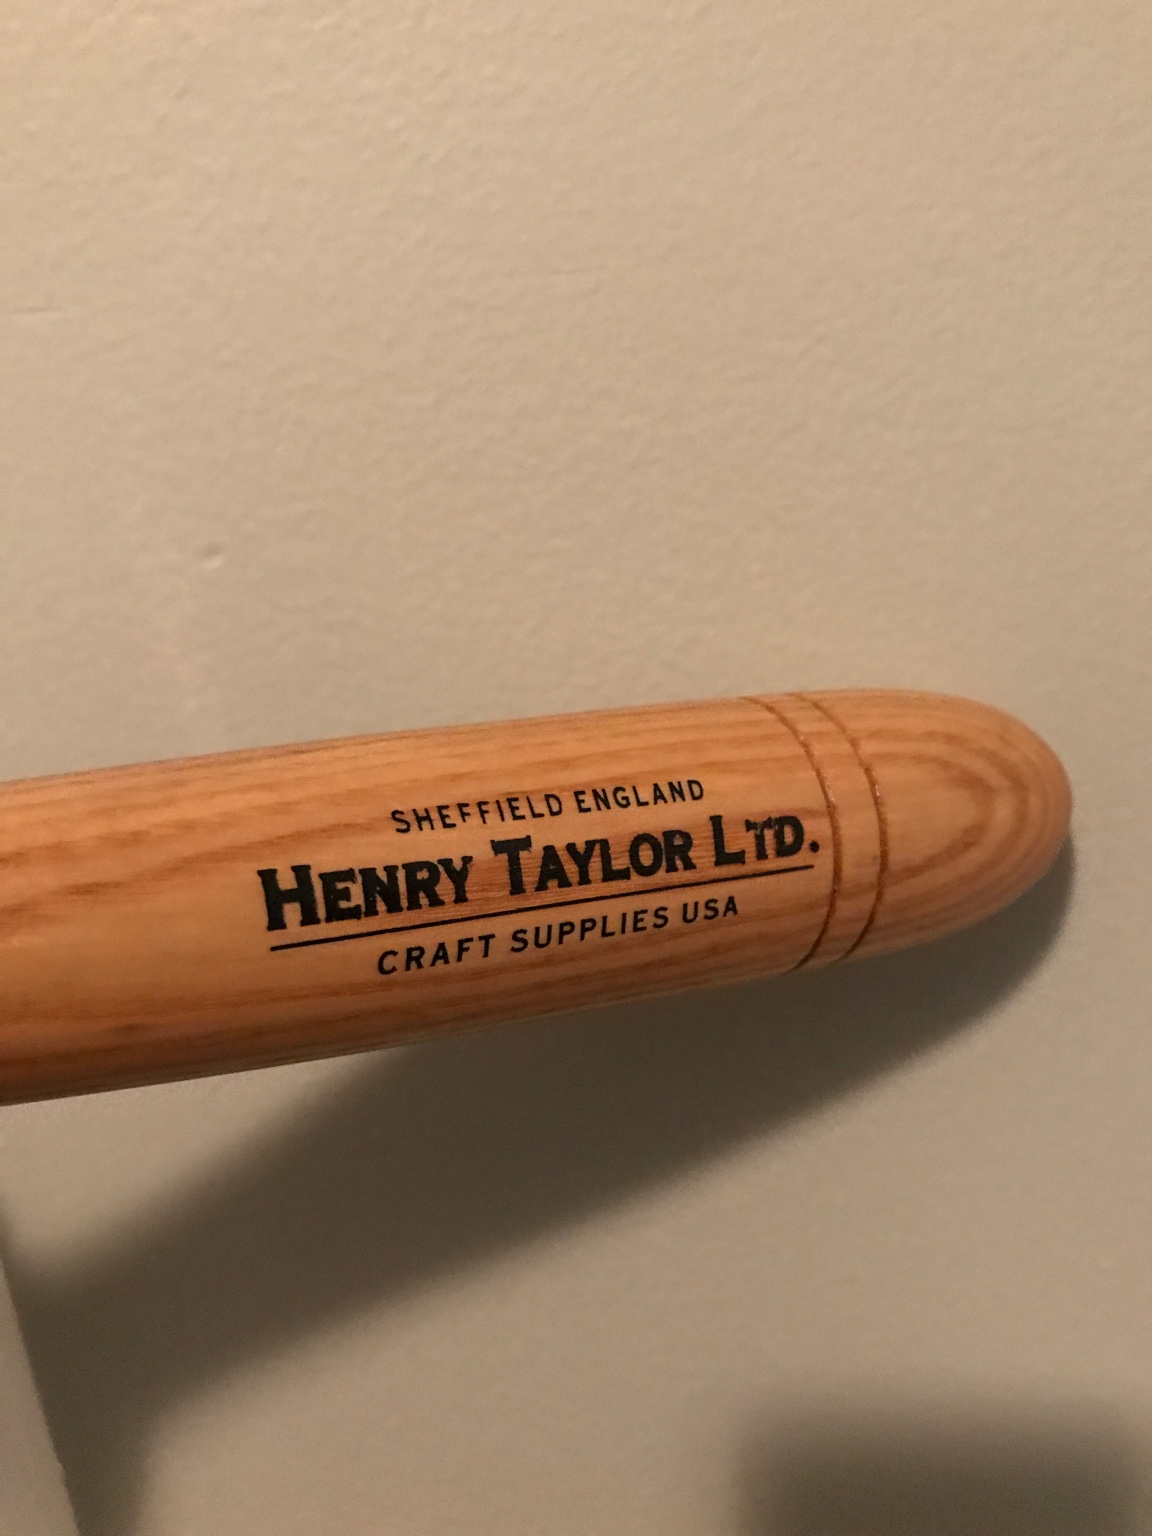 SHEFFIELD ENGLAND
HENRY TAYLOR LTD.
CRAFT SUPPLIES USA